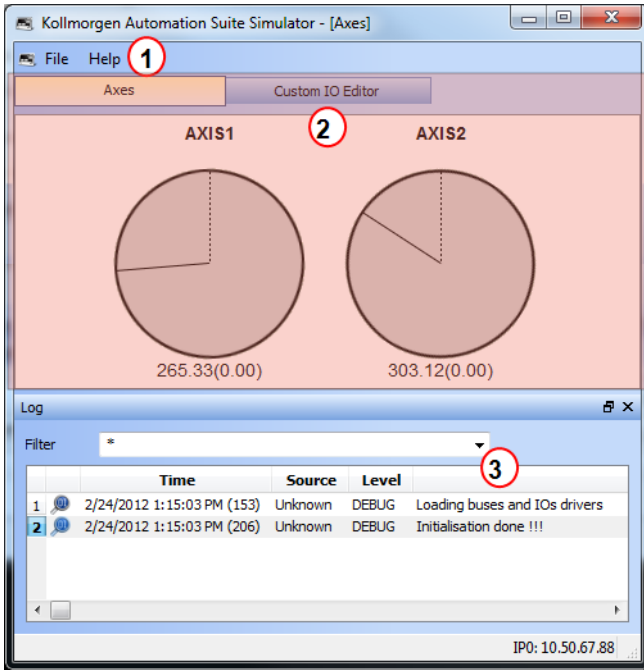 Kollmorgen Automation Suite Simulator - [Axes]
File Help 1
Axes Custom IO Editor
2
AXIS1 AXIS2
265.33(0.00) 303.12(0.00)
Log
Filter *
3
Time Source Level
1 2/24/2012 1:15:03 PM (153) Unknown DEBUG Loading buses and IOs drivers
2 2/24/2012 1:15:03 PM (206) Unknown DEBUG Initialisation done !!!
IP0: 10.50.67.88